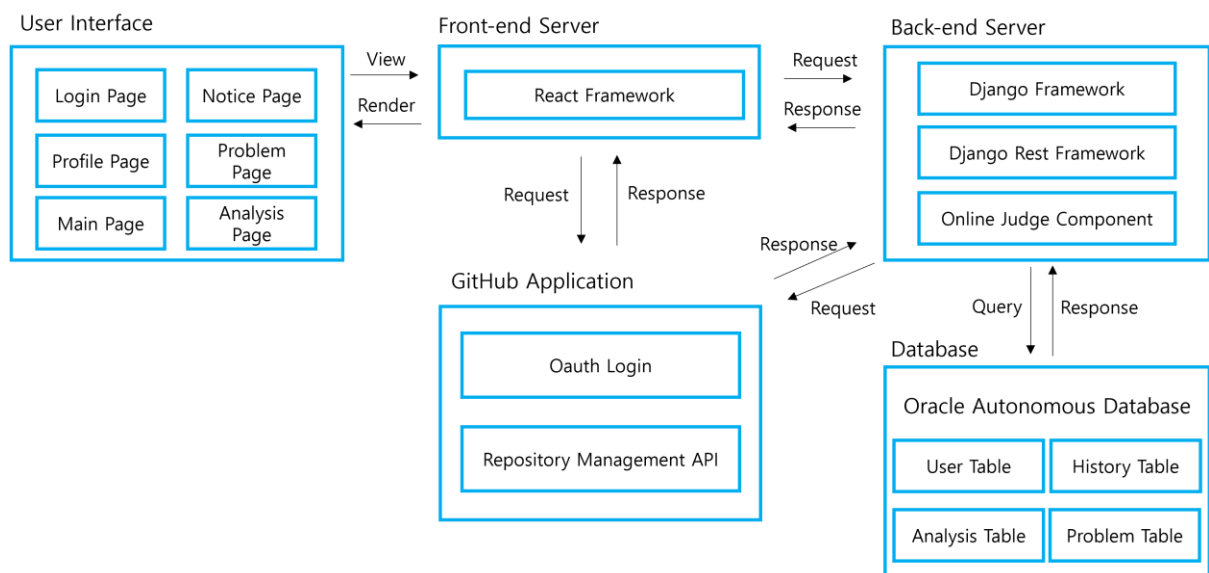 User Interface
Login Page
Notice Page
Profile Page
Problem
Page
Main Page
Analysis
Page
View
Render
Front-end Server
React Framework
Request
Response
Request
Response
Back-end Server
Django Framework
Django Rest Framework
Online Judge Component
Response
Request
GitHub Application
Oauth Login
Repository Management API
Query
Response
Database
Oracle Autonomous Database
User Table
History Table
Analysis Table
Problem Table